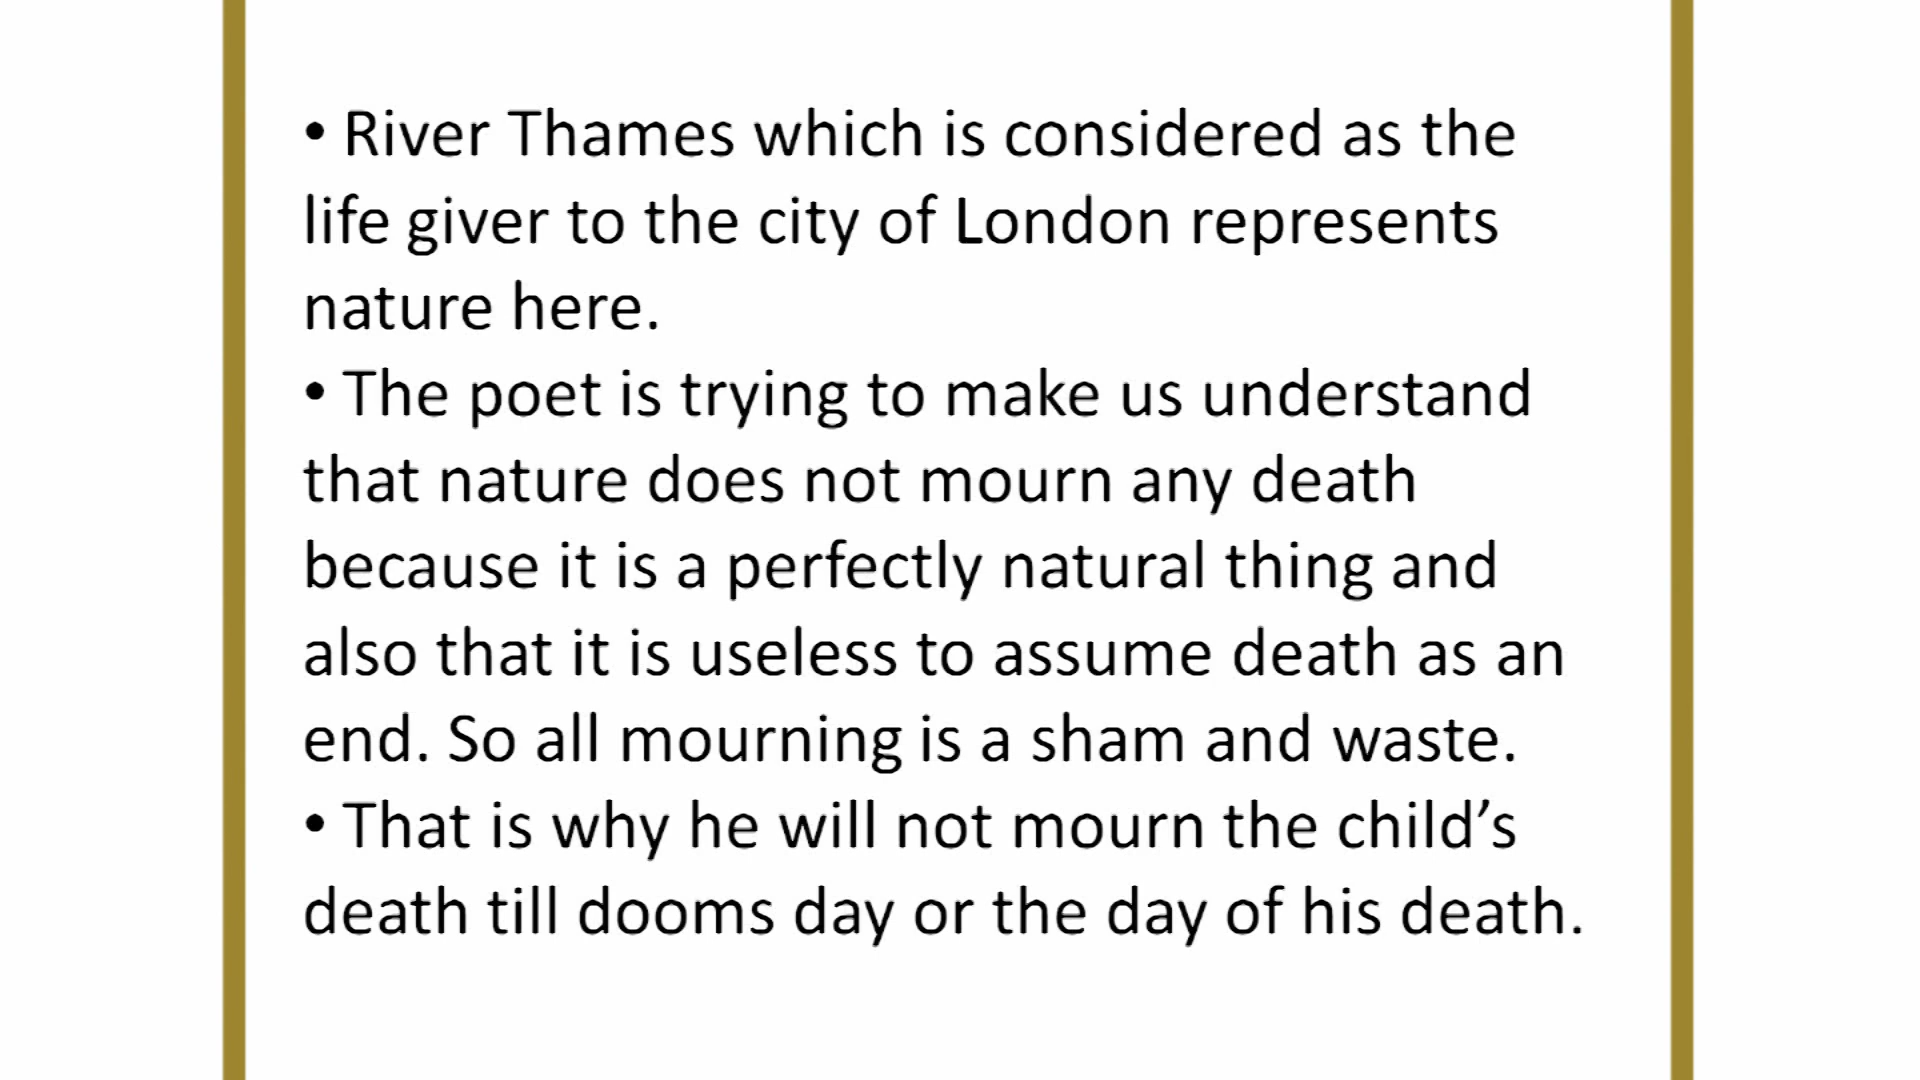 • River Thames which is considered as the
life giver to the city of London represents
nature here.
• The poet is trying to make us understand
that nature does not mourn any death
because it is a perfectly natural thing and
also that it is useless to assume death as an
end. So all mourning is a sham and waste.
• That is why he will not mourn the child’s
death till dooms day or the day of his death.